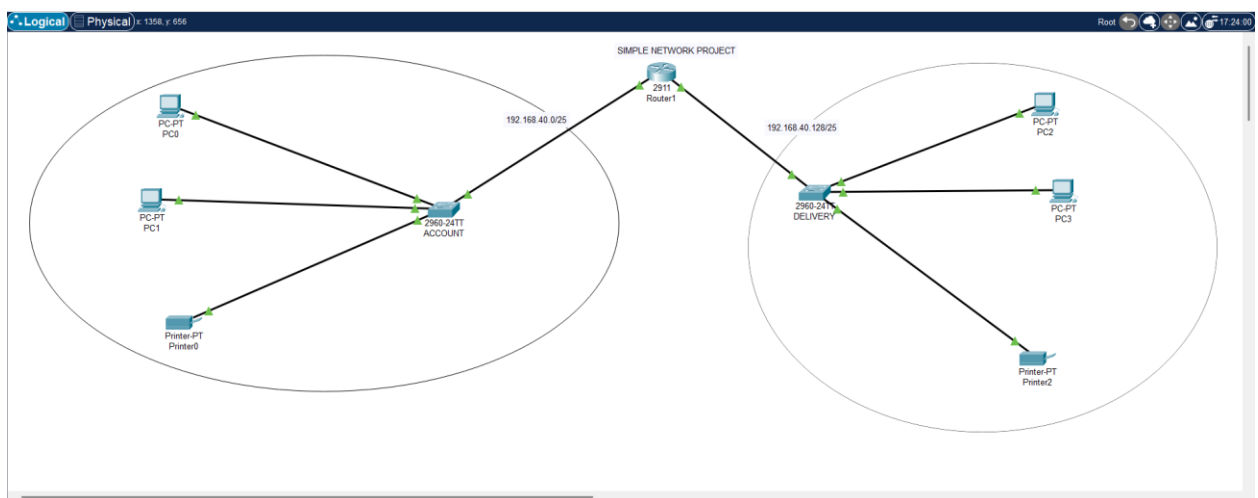 Logical Physical x: 1358, y: 656 Root 17:24:00
SIMPLE NETWORK PROJECT
2911
Router1
192.168.40.0/25
192.168.40.128/25
PC-PT
PC0
PC-PT
PC1
2960-24TT
ACCOUNT
Printer-PT
Printer0
PC-PT
PC2
PC-PT
PC3
2960-24TT
DELIVERY
Printer-PT
Printer2